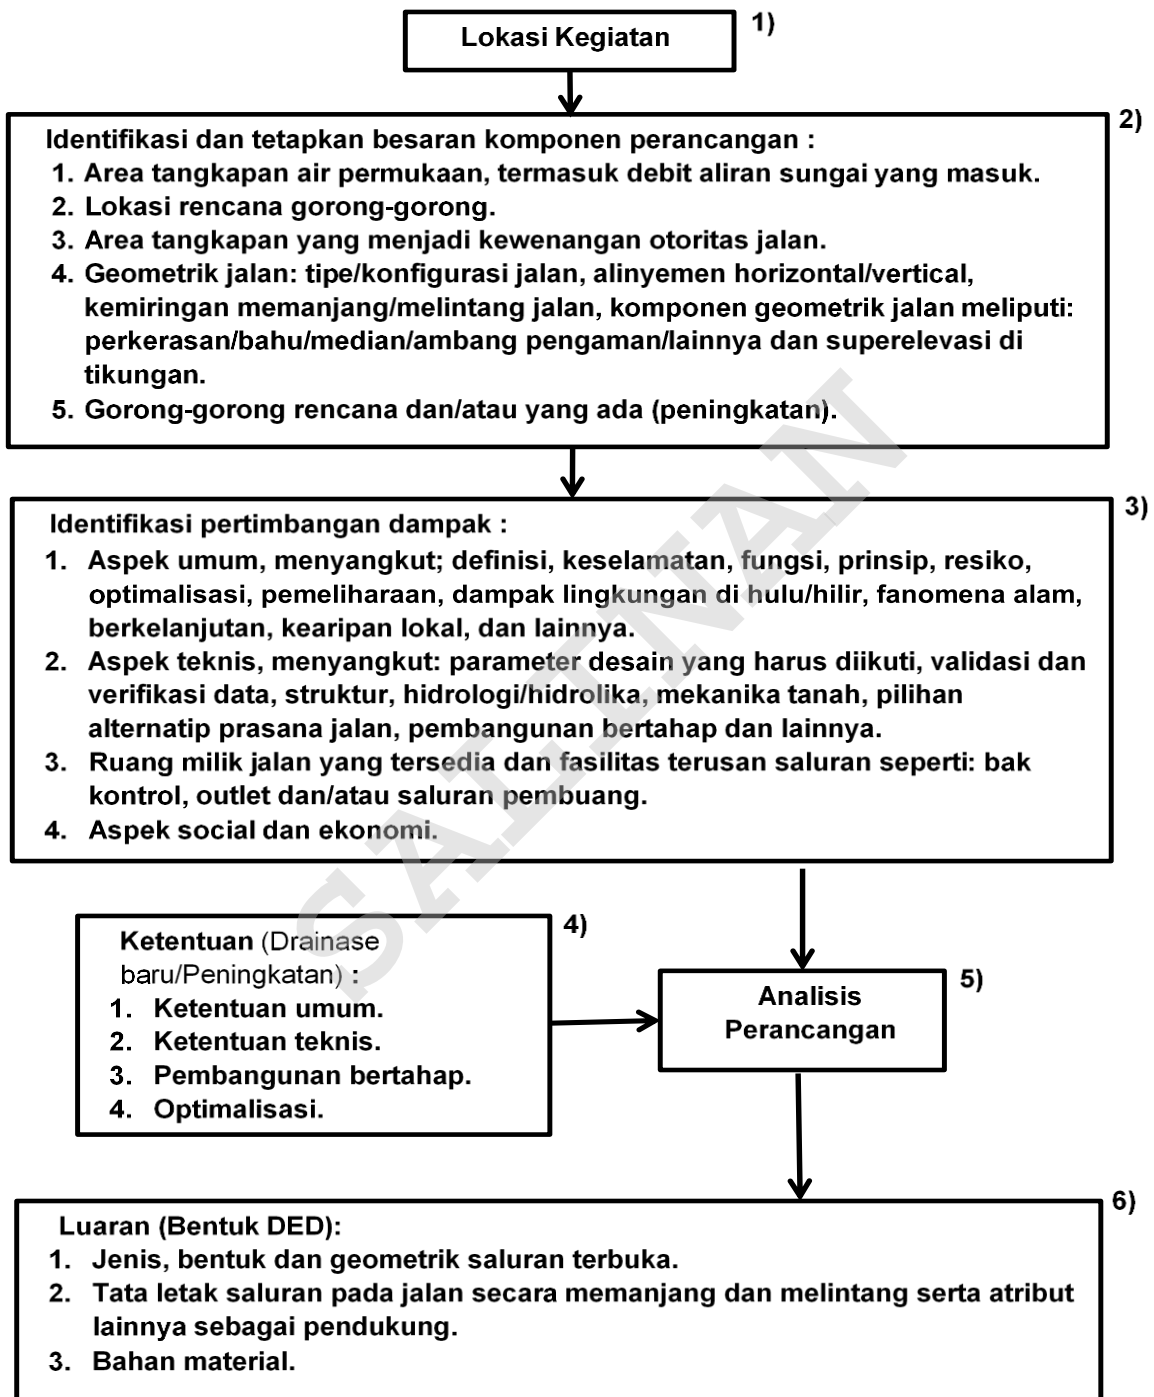 Lokasi Kegiatan
1)
2)
Identifikasi dan tetapkan besaran komponen perancangan :
1. Area tangkapan air permukaan, termasuk debit aliran sungai yang masuk.
2. Lokasi rencana gorong-gorong.
3. Area tangkapan yang menjadi kewenangan otoritas jalan.
4. Geometrik jalan: tipe/konfigurasi jalan, alinyemen horizontal/vertical,
kemiringan memanjang/melintang jalan, komponen geometrik jalan meliputi:
perkerasan/bahu/median/ambang pengaman/lainnya dan superelevasi di
tikungan.
5. Gorong-gorong rencana dan/atau yang ada (peningkatan).
3)
Identifikasi pertimbangan dampak :
1. Aspek umum, menyangkut; definisi, keselamatan, fungsi, prinsip, resiko,
optimalisasi, pemeliharaan, dampak lingkungan di hulu/hilir, fanomena alam,
berkelanjutan, kearipan lokal, dan lainnya.
2. Aspek teknis, menyangkut: parameter desain yang harus diikuti, validasi dan
verifikasi data, struktur, hidrologi/hidrolika, mekanika tanah, pilihan
alternatip prasana jalan, pembangunan bertahap dan lainnya.
3. Ruang milik jalan yang tersedia dan fasilitas terusan saluran seperti: bak
kontrol, outlet dan/atau saluran pembuang.
4. Aspek social dan ekonomi.
4)
Ketentuan (Drainase
baru/Peningkatan) :
1. Ketentuan umum.
2. Ketentuan teknis.
3. Pembangunan bertahap.
4. Optimalisasi.
5)
Analisis
Perancangan
6)
Luaran (Bentuk DED):
1. Jenis, bentuk dan geometrik saluran terbuka.
2. Tata letak saluran pada jalan secara memanjang dan melintang serta atribut
lainnya sebagai pendukung.
3. Bahan material.
SALINAN